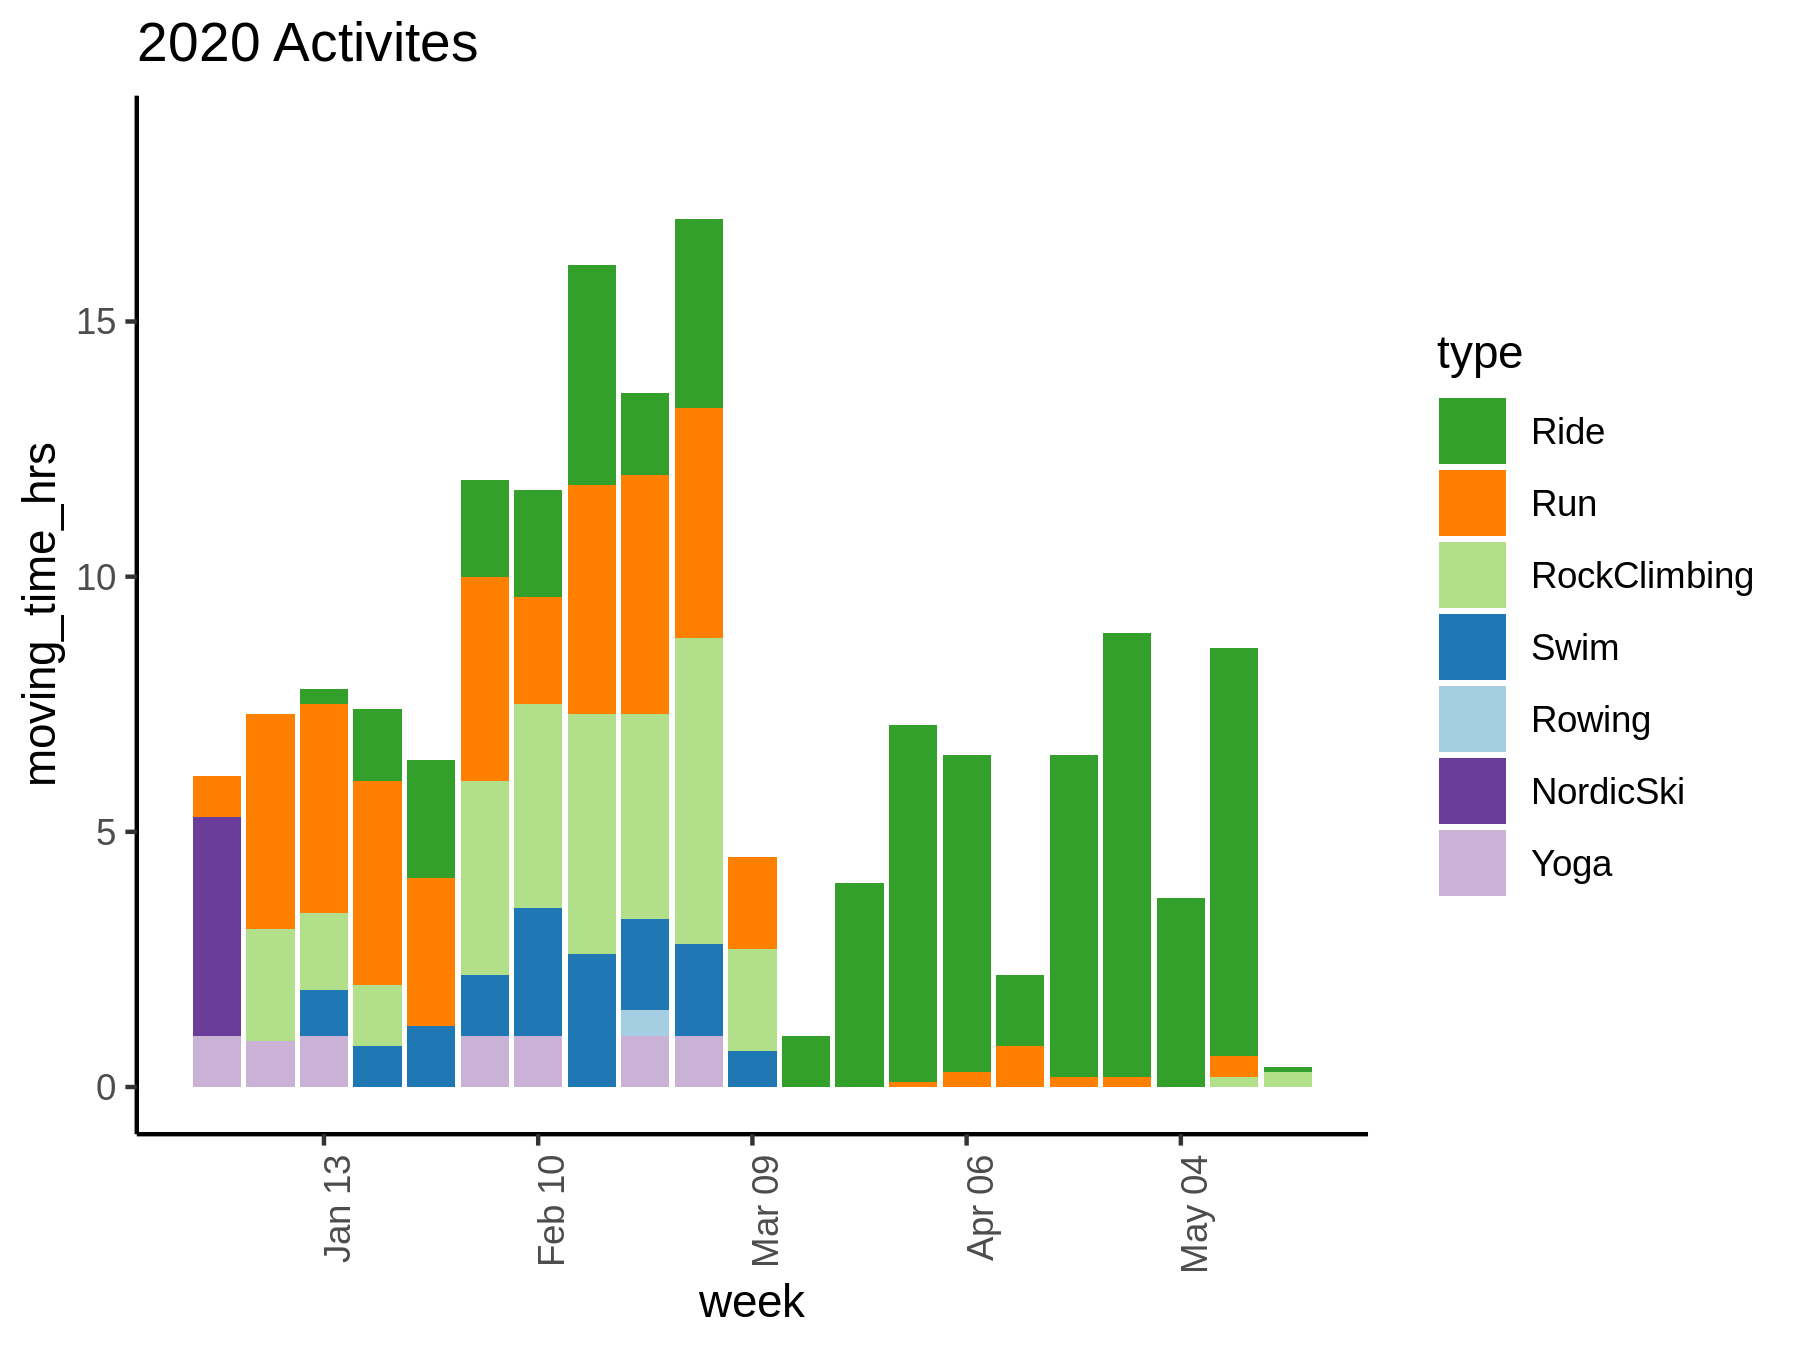 2020 Activites
moving_time_hrs
15
10
5
0
Jan 13
Feb 10
Mar 09
Apr 06
May 04
week
type
Ride
Run
RockClimbing
Swim
Rowing
NordicSki
Yoga